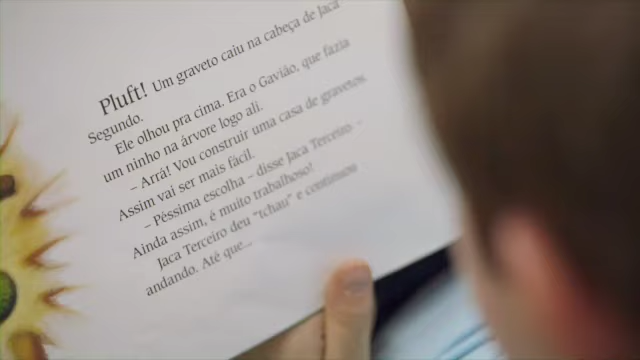 Pluft! Um graveto caiu na cabeça de Jaca
Segundo.
Ele olhou pra cima. Era o Gavião, que fazia
um ninho na árvore logo ali.
– Arrá! Vou construir uma casa de gravetos.
Assim vai ser mais fácil.
– Péssima escolha – disse Jaca Terceiro. –
Ainda assim, é muito trabalhoso!
Jaca Terceiro deu “tchau” e continuou
andando. Até que...